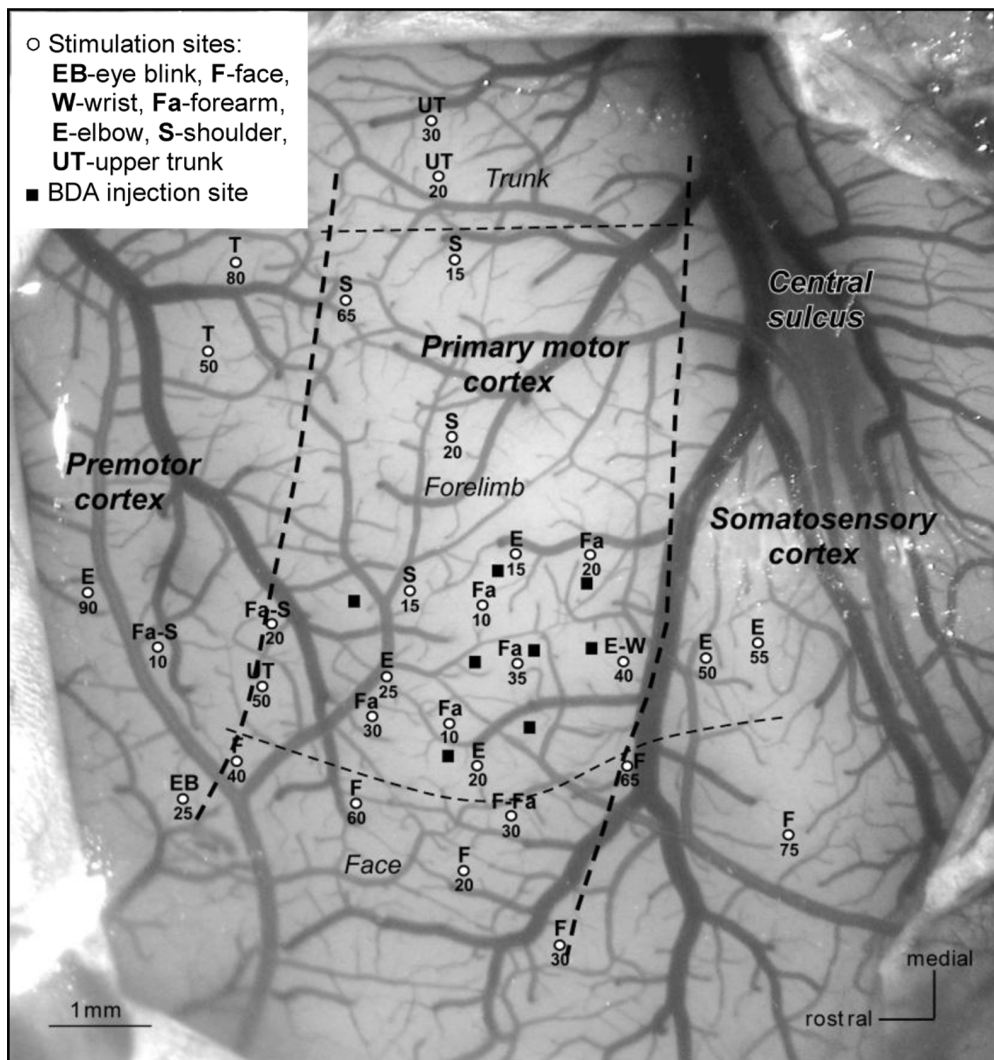 Stimulation sites:
EB-eye blink, F-face,
W-wrist, Fa-forearm,
E-elbow, S-shoulder,
UT-upper trunk
BDA injection site
UT
30
UT
20
Trunk
T
80
S
15
S
65
Central
sulcus
T
50
Primary motor
cortex
S
20
Premotor
cortex
Forelimb
Somatosensory
cortex
E
15
Fa
20
E
90
S
15
Fa
10
Fa-S
20
Fa-S
10
E
55
E-W
40
E
50
Fa
35
UT
50
E
25
Fa
30
Fa
10
F
40
E
20
F
65
EB
25
F
60
F-Fa
30
F
75
Face
F
20
F
30
medial
rostral
1mm